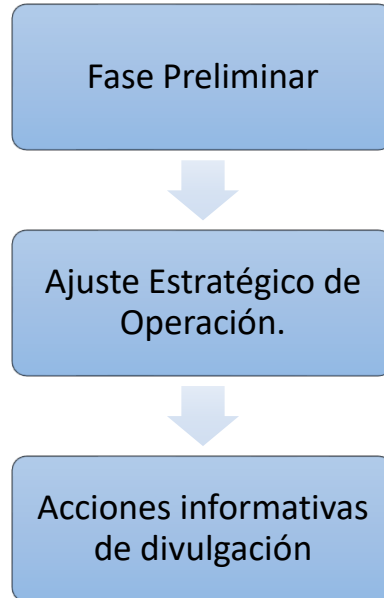 Fase Preliminar
Ajuste Estratégico de
Operación.
Acciones informativas
de divulgación